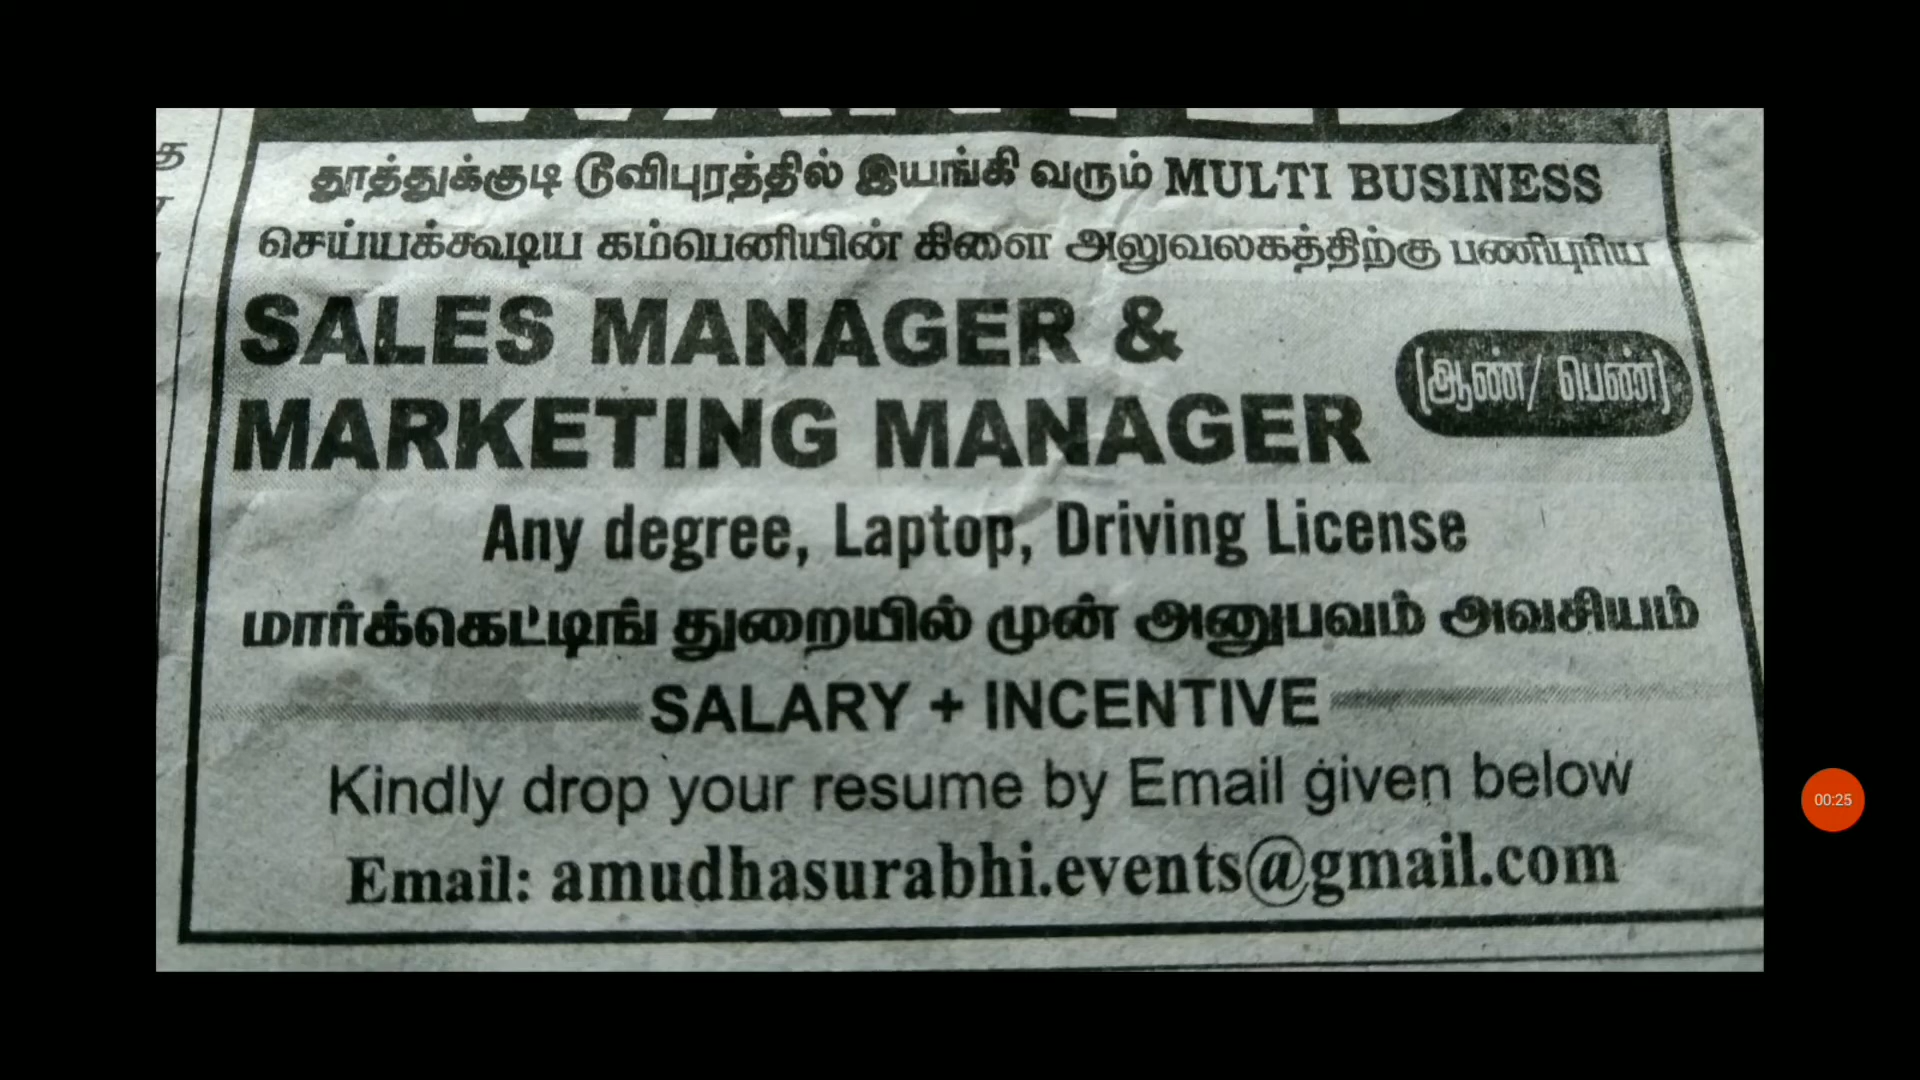 தூத்துக்குடி டூவிபுரத்தில் இயங்கி வரும் MULTI BUSINESS
செய்யக்கூடிய கம்பெனியின் கிளை அலுவலகத்திற்கு பணிபுரிய
SALES MANAGER &
MARKETING MANAGER
(ஆண்/ பெண்)
Any degree, Laptop, Driving License
மார்க்கெட்டிங் துறையில் முன் அனுபவம் அவசியம்
SALARY + INCENTIVE
Kindly drop your resume by Email given below
Email: amudhasurabhi.events@gmail.com
00:25